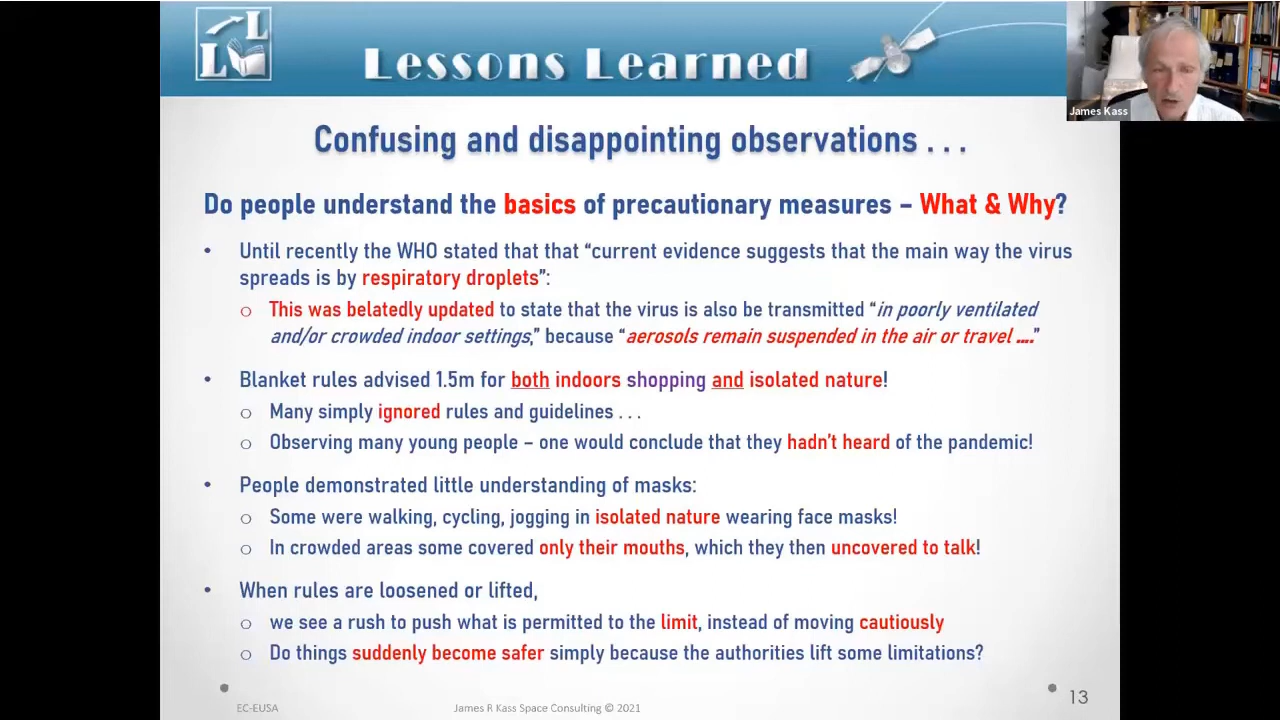 L
L
Lessons Learned
James Kass
Confusing and disappointing observations . . .
Do people understand the basics of precautionary measures – What & Why?
• Until recently the WHO stated that that “current evidence suggests that the main way the virus
spreads is by respiratory droplets”:
o This was belatedly updated to state that the virus is also be transmitted “in poorly ventilated
and/or crowded indoor settings,” because “aerosols remain suspended in the air or travel ….”
• Blanket rules advised 1.5m for both indoors shopping and isolated nature!
o Many simply ignored rules and guidelines . . .
o Observing many young people – one would conclude that they hadn’t heard of the pandemic!
• People demonstrated little understanding of masks:
o Some were walking, cycling, jogging in isolated nature wearing face masks!
o In crowded areas some covered only their mouths, which they then uncovered to talk!
• When rules are loosened or lifted,
o we see a rush to push what is permitted to the limit, instead of moving cautiously
o Do things suddenly become safer simply because the authorities lift some limitations?
EC-EUSA
James R Kass Space Consulting © 2021
13